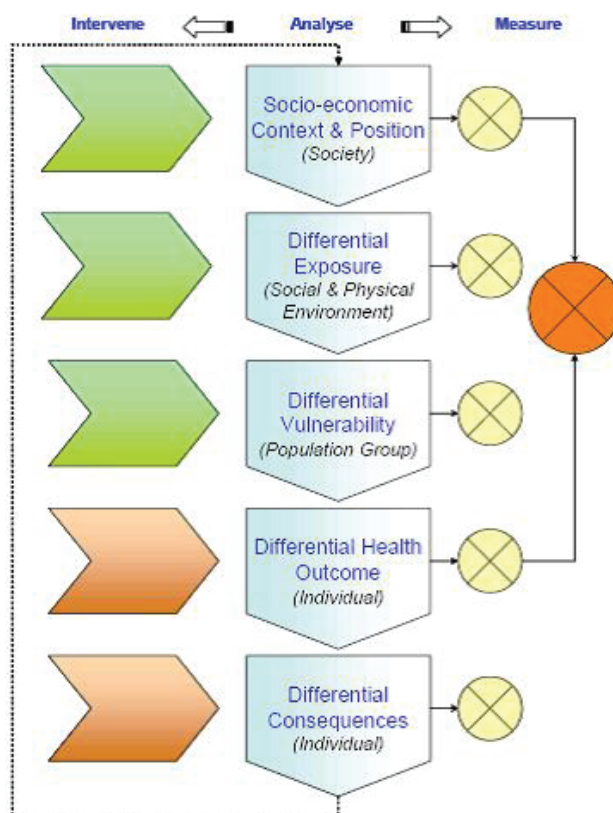 Intervene Analyse Measure
Socio-economic
Context & Position
(Society)
Differential
Exposure
(Social & Physical
Environment)
Differential
Vulnerability
(Population Group)
Differential Health
Outcome
(Individual)
Differential
Consequences
(Individual)